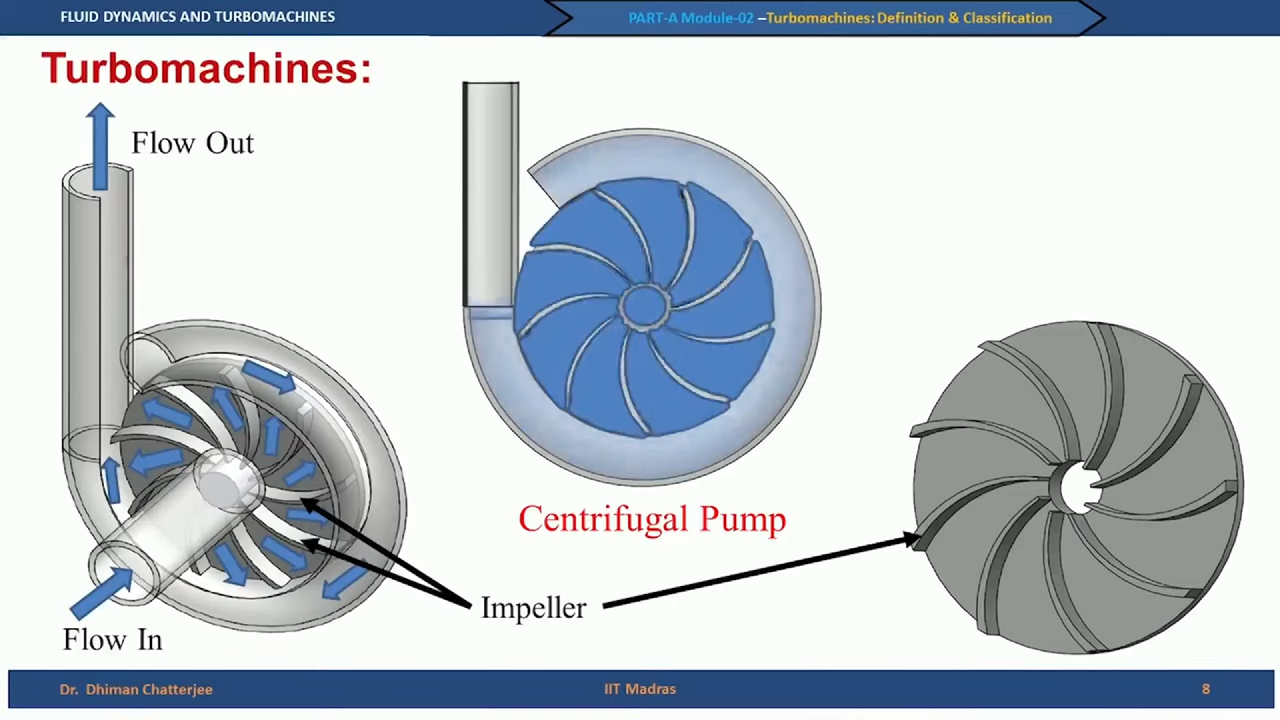 FLUID DYNAMICS AND TURBOMACHINES
PART-A Module-02 –Turbomachines: Definition & Classification
Turbomachines:
Flow Out
Centrifugal Pump
Impeller
Flow In
Dr. Dhiman Chatterjee
IIT Madras
8